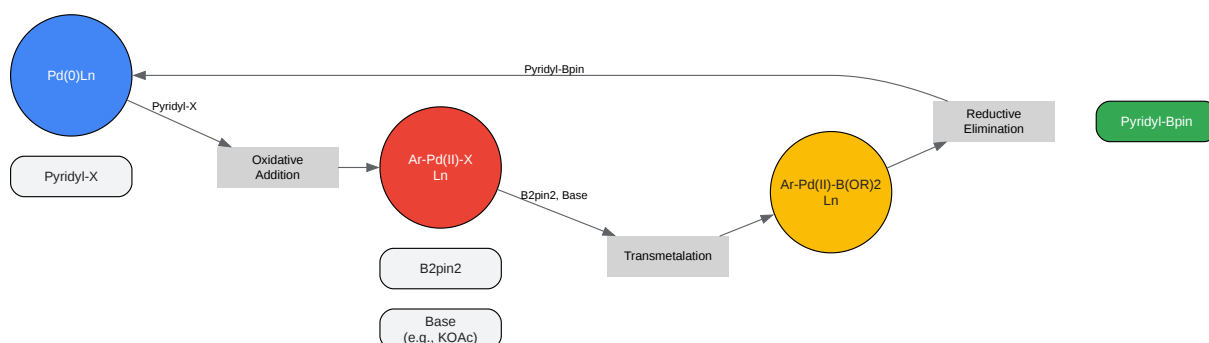 Pd(0)Ln
Pyridyl-X
Pyridyl-X
Oxidative
Addition
Pyridyl-Bpin
Ar-Pd(II)-X
Ln
B2pin2, Base
B2pin2
Base
(e.g., KOAc)
Transmetalation
Ar-Pd(II)-B(OR)2
Ln
Reductive
Elimination
Pyridyl-Bpin